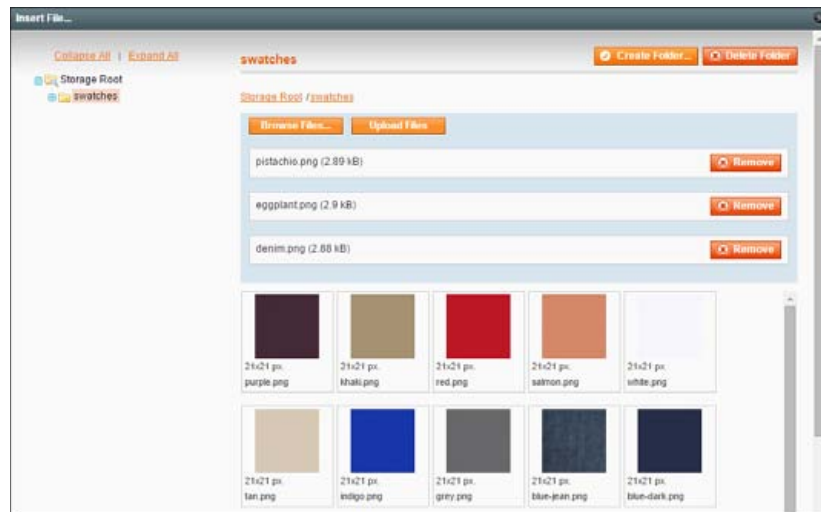 Insert File...
Collapse All | Expand All
Storage Root
swatches
swatches
Create Folder...
Delete Folder
Storage Root / swatches
Browse Files...
Upload Files
pistachio.png (2.89 kB)
Remove
eggplant.png (2.9 kB)
Remove
denim.png (2.88 kB)
Remove
21x21 px. 21x21 px. 21x21 px. 21x21 px. 21x21 px.
purple.png khaki.png red.png salmon.png white.png
21x21 px. 21x21 px. 21x21 px. 21x21 px. 21x21 px.
tan.png indigo.png grey.png blue-jean.png blue-dark.png